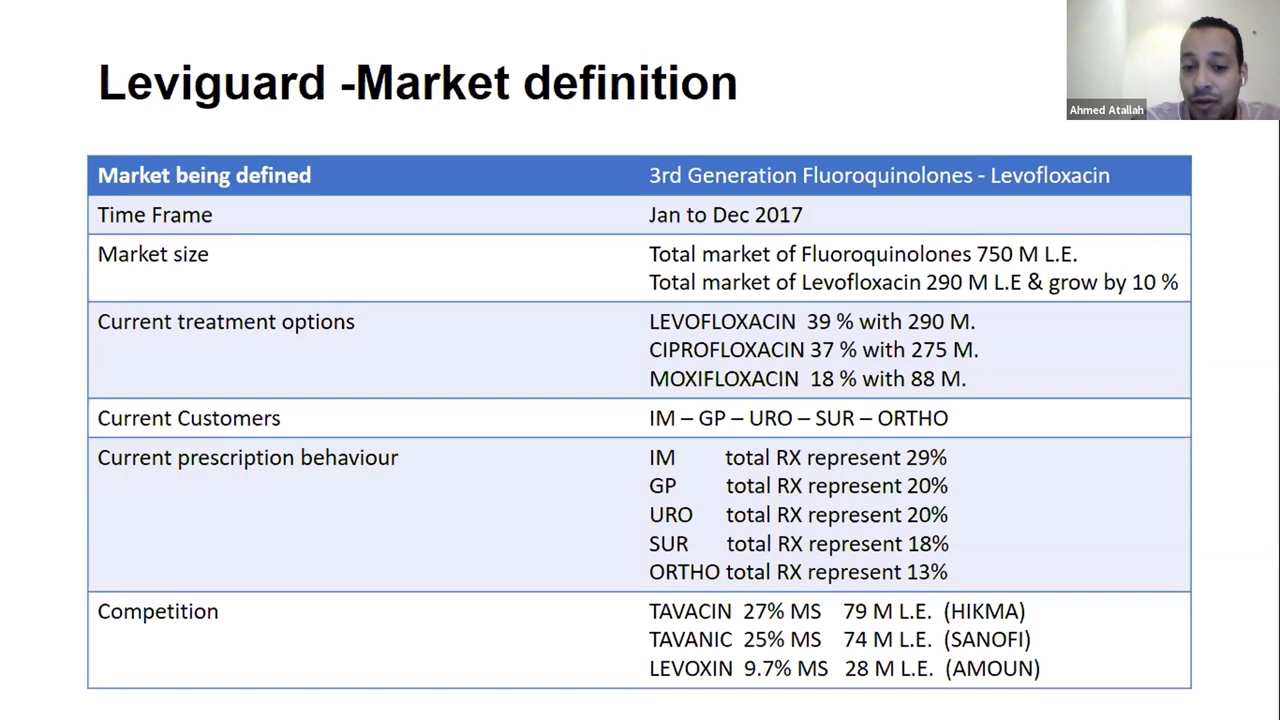 Leviguard -Market definition
Ahmed Atallah
Market being defined 3rd Generation Fluoroquinolones - Levofloxacin
Time Frame Jan to Dec 2017
Market size Total market of Fluoroquinolones 750 M L.E.
Total market of Levofloxacin 290 M L.E & grow by 10 %
Current treatment options LEVOFLOXACIN 39 % with 290 M.
CIPROFLOXACIN 37 % with 275 M.
MOXIFLOXACIN 18 % with 88 M.
Current Customers IM – GP – URO – SUR – ORTHO
Current prescription behaviour IM total RX represent 29%
GP total RX represent 20%
URO total RX represent 20%
SUR total RX represent 18%
ORTHO total RX represent 13%
Competition TAVACIN 27% MS 79 M L.E. (HIKMA)
TAVANIC 25% MS 74 M L.E. (SANOFI)
LEVOXIN 9.7% MS 28 M L.E. (AMOUN)